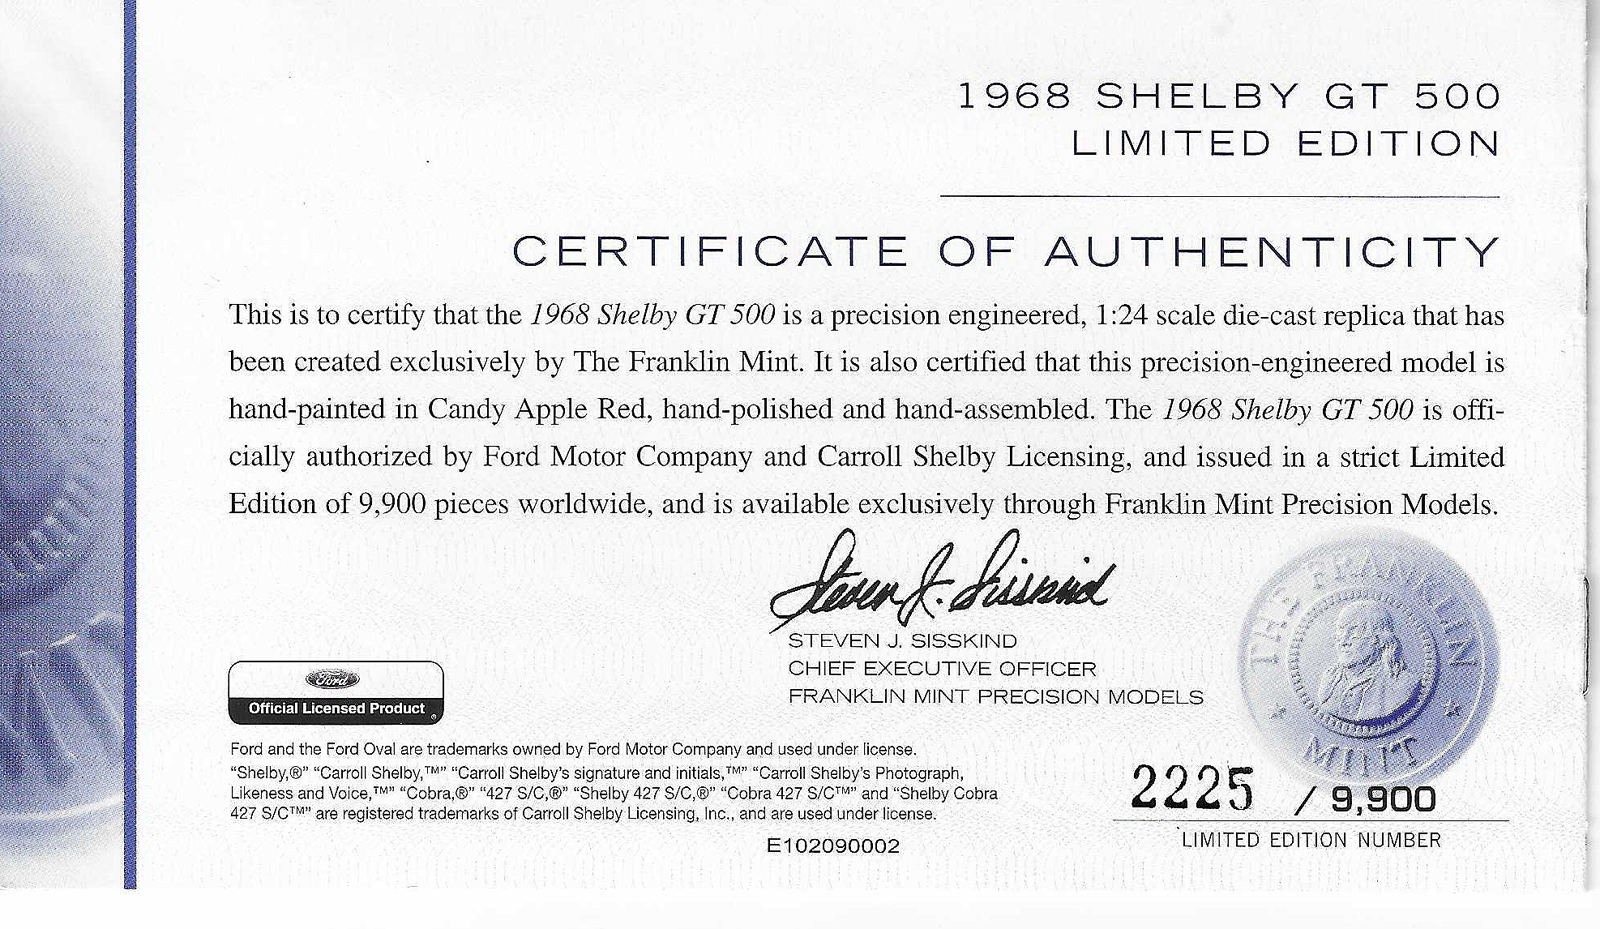 1968 SHELBY GT 500
LIMITED EDITION
CERTIFICATE OF AUTHENTICITY
This is to certify that the 1968 Shelby GT 500 is a precision engineered, 1:24 scale die-cast replica that has
been created exclusively by The Franklin Mint. It is also certified that this precision-engineered model is
hand-painted in Candy Apple Red, hand-polished and hand-assembled. The 1968 Shelby GT 500 is offi-
cially authorized by Ford Motor Company and Carroll Shelby Licensing, and issued in a strict Limited
Edition of 9,900 pieces worldwide, and is available exclusively through Franklin Mint Precision Models.
Steven J. Sisskind
STEVEN J. SISSKIND
CHIEF EXECUTIVE OFFICER
FRANKLIN MINT PRECISION MODELS
THE FRANKLIN
MINT
Ford
Official Licensed Product ®
Ford and the Ford Oval are trademarks owned by Ford Motor Company and used under license.
“Shelby,®” “Carroll Shelby,™” “Carroll Shelby's signature and initials,™” “Carroll Shelby's Photograph,
Likeness and Voice,™” “Cobra,®” “427 S/C,®” “Shelby 427 S/C,®” “Cobra 427 S/C™” and “Shelby Cobra
427 S/C™” are registered trademarks of Carroll Shelby Licensing, Inc., and are used under license.
E102090002
2225 / 9,900
LIMITED EDITION NUMBER